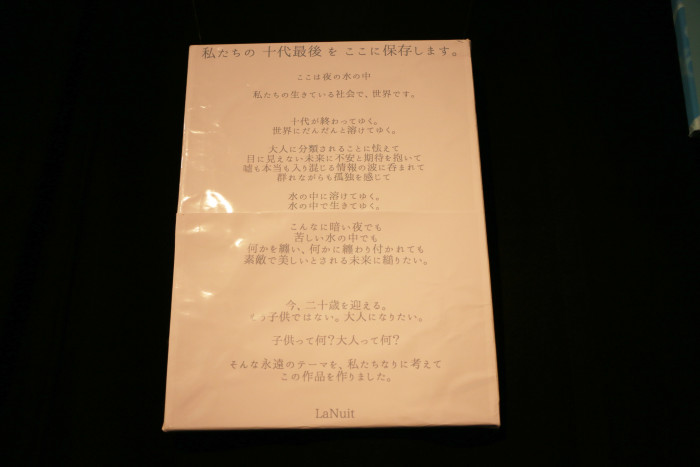 私たちの 十代最後 を ここに保存します。
ここは夜の水の中
私たちの生きている社会で、世界です。
十代が終わってゆく。
世界にだんだんと溶けてゆく。
大人に分類されることに怯えて
目に見えない未来に不安と期待を抱いて
嘘も本当も入り混じる情報の波に呑まれて
群れながらも孤独を感じて
水の中に溶けてゆく。
水の中で生きてゆく。
こんなに暗い夜でも
苦しい水の中でも
何かを纏い、何かに纏わり付かれても
素敵で美しいとされる未来に縋りたい。
今、二十歳を迎える。
っ子供ではない。大人になりたい。
子供って何?大人って何?
そんな永遠のテーマを、私たちなりに考えて
この作品を作りました。
LaNuit